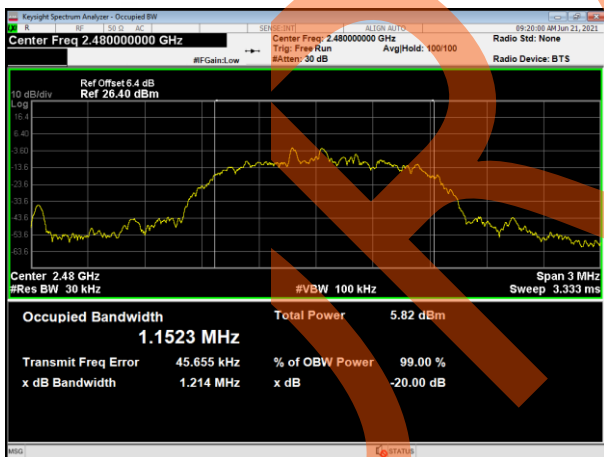 Keysight Spectrum Analyzer - Occupied BW
R RF 50 Ω AC SENSE:INT ALIGN AUTO 09:20:00 AM Jun 21, 2021
Center Freq 2.480000000 GHz Center Freq: 2.480000000 GHz Radio Std: None
Trig: Free Run Avg|Hold: 100/100
#IFGain:Low #Atten: 30 dB Radio Device: BTS
Ref Offset 6.4 dB
10 dB/div Ref 26.40 dBm
Log
16.4
6.40
-3.60
-13.6
-23.6
-33.6
-43.6
-53.6
-63.6
Center 2.48 GHz Span 3 MHz
#Res BW 30 kHz #VBW 100 kHz Sweep 3.333 ms
Occupied Bandwidth Total Power 5.82 dBm
1.1523 MHz
Transmit Freq Error 45.655 kHz % of OBW Power 99.00 %
x dB Bandwidth 1.214 MHz x dB -20.00 dB
MSG STATUS